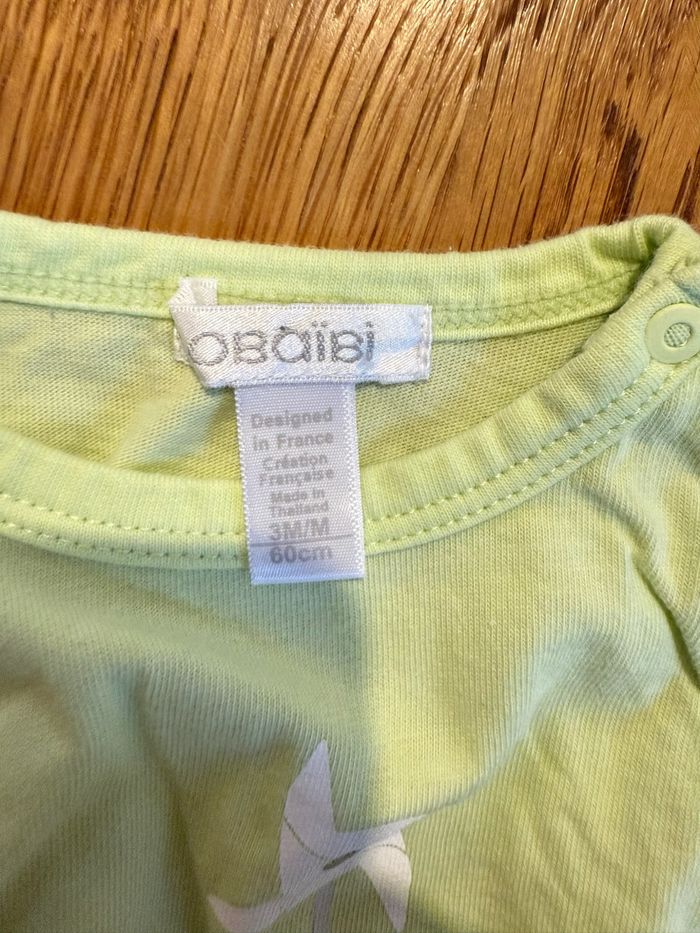 obaïbi
Designed
in France
Création
Française
Made in
Thailand
3M/M
60cm